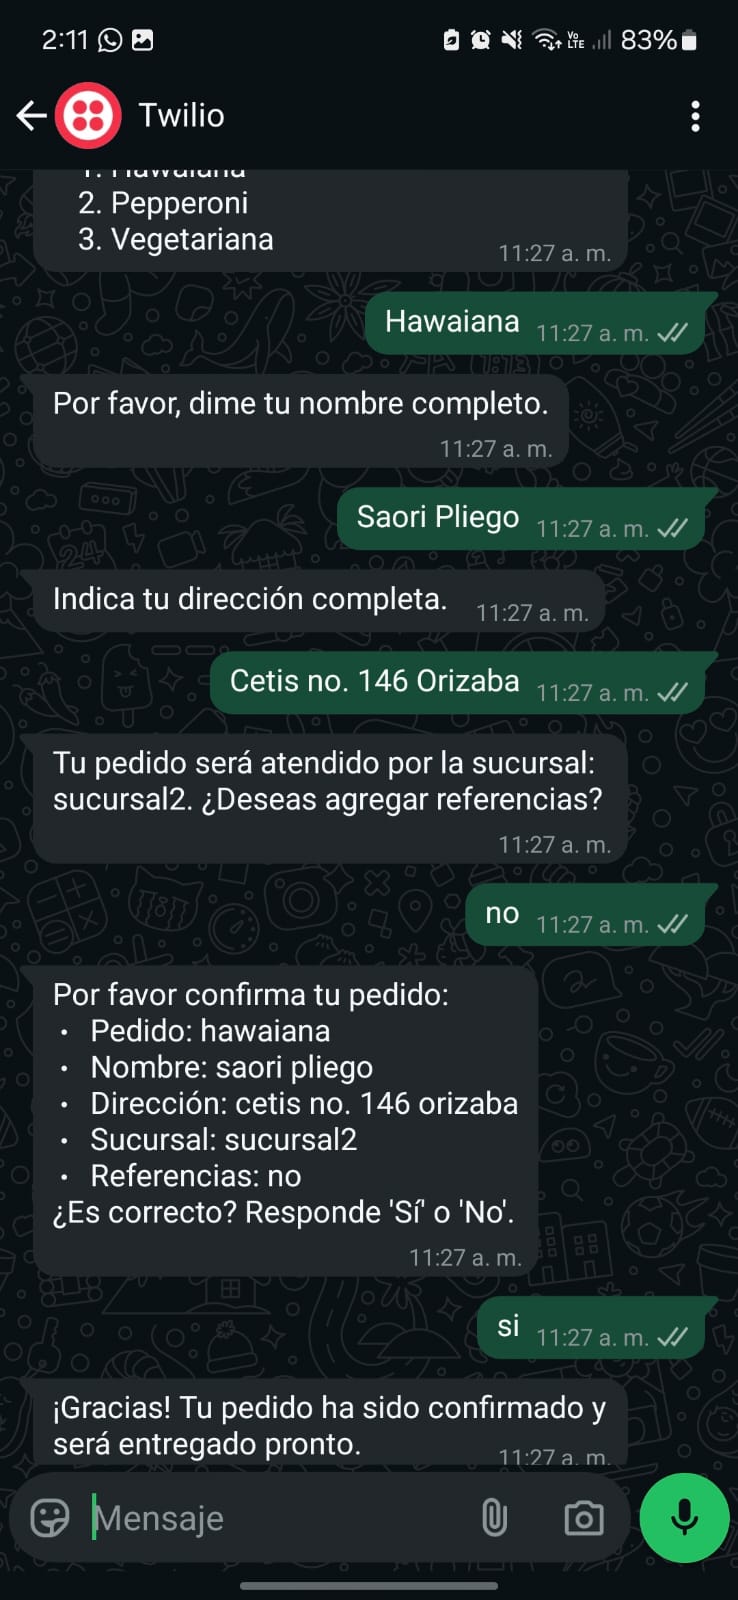 2:11
Vo
LTE
83%
Twilio
1. Hawaiana
2. Pepperoni
3. Vegetariana
11:27 a. m.
Hawaiana
11:27 a. m.
Por favor, dime tu nombre completo.
11:27 a. m.
Saori Pliego
11:27 a. m.
Indica tu dirección completa.
11:27 a. m.
Cetis no. 146 Orizaba
11:27 a. m.
Tu pedido será atendido por la sucursal:
sucursal2. ¿Deseas agregar referencias?
11:27 a. m.
no
11:27 a. m.
Por favor confirma tu pedido:
• Pedido: hawaiana
• Nombre: saori pliego
• Dirección: cetis no. 146 orizaba
• Sucursal: sucursal2
• Referencias: no
¿Es correcto? Responde 'Sí' o 'No'.
11:27 a. m.
si
11:27 a. m.
¡Gracias! Tu pedido ha sido confirmado y
será entregado pronto.
11:27 a. m.
Mensaje